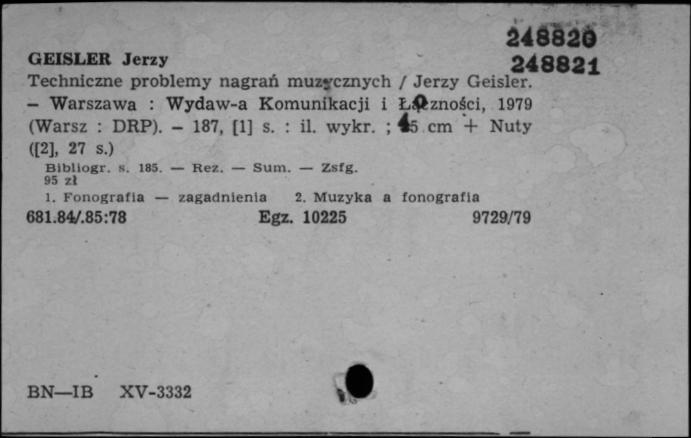 248820
GEISLER Jerzy
248821
Techniczne problemy nagrań muzycznych / Jerzy Geisler.
— Warszawa : Wydaw-a Komunikacji i Łączności, 1979
(Warsz : DRP). — 187, [1] s. : il. wykr. ; cm + Nuty
([2], 27 s.)
Bibliogr. s. 185. — Rez. — Sum. — Zsfg.
95 zł
1. Fonografia — zagadnienia 2. Muzyka a fonografia
681.84/.85:78 Egz. 10225 9729/79
BN—IB XV-3332